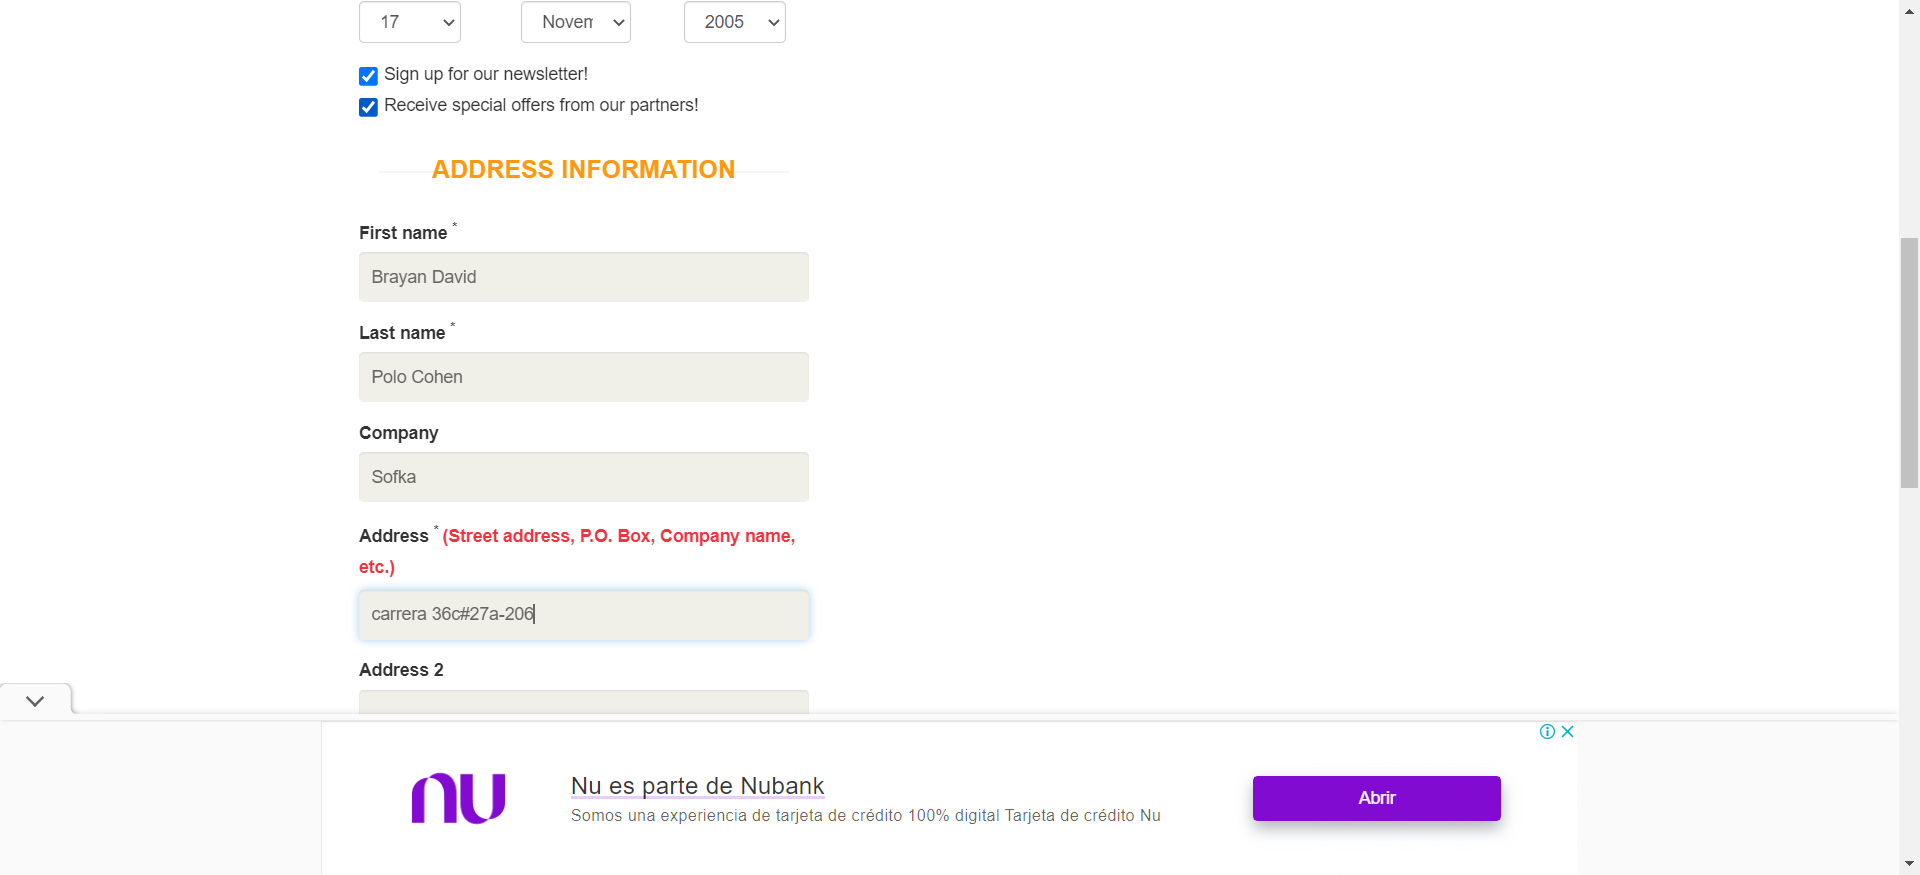 17 Novem 2005
Sign up for our newsletter!
Receive special offers from our partners!
ADDRESS INFORMATION
First name *
Brayan David
Last name *
Polo Cohen
Company
Sofka
Address * (Street address, P.O. Box, Company name,
etc.)
carrera 36c#27a-206
Address 2
nu
Nu es parte de Nubank
Somos una experiencia de tarjeta de crédito 100% digital Tarjeta de crédito Nu
Abrir